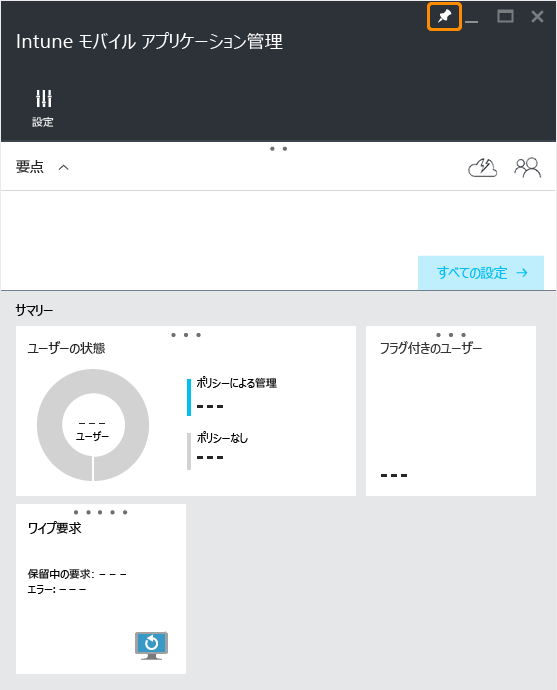 Intune モバイル アプリケーション管理
設定
要点
すべての設定 →
サマリー
ユーザーの状態
フラグ付きのユーザー
ポリシーによる管理
---
---
ユーザー
ポリシーなし
---
---
ワイプ要求
保留中の要求: ---
エラー: ---